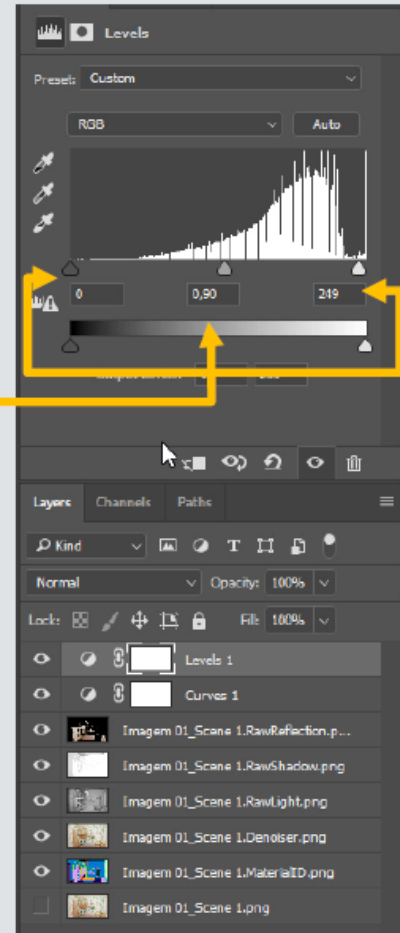 Levels
Preset: Custom
RGB Auto
0 0,90 249
Layers Channels Paths
Kind
Normal Opacity: 100%
Lock: Fill: 100%
Levels 1
Curves 1
Imagem 01_Scene 1.RawReflection.p...
Imagem 01_Scene 1.RawShadow.png
Imagem 01_Scene 1.RawLight.png
Imagem 01_Scene 1.Denoiser.png
Imagem 01_Scene 1.MaterialID.png
Imagem 01_Scene 1.png